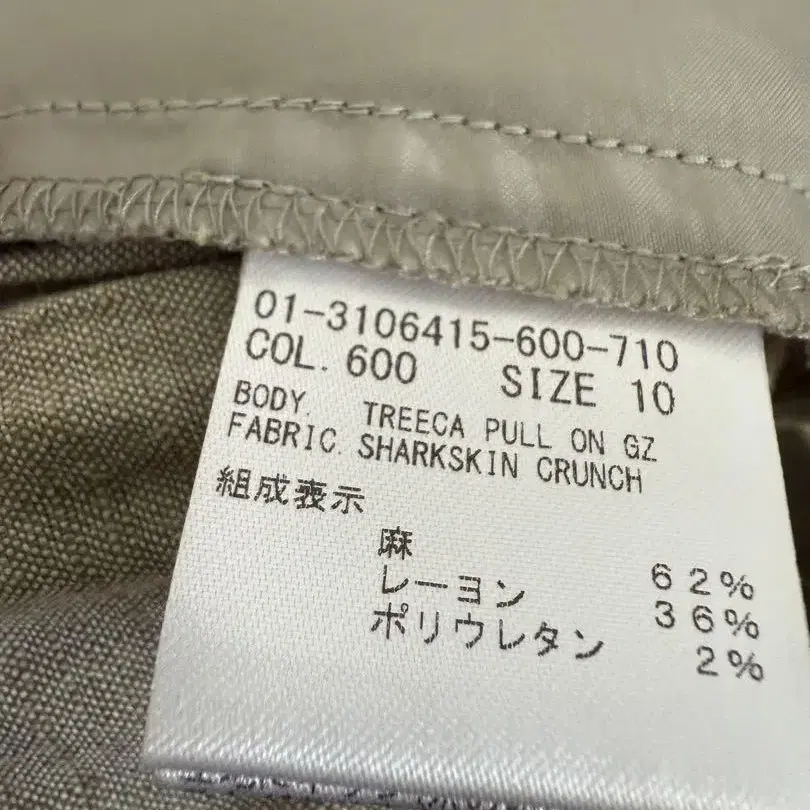 01-3106415-600-710
COL. 600 SIZE 10
BODY. TREECA PULL ON GZ
FABRIC. SHARKSKIN CRUNCH
組成表示
麻 62%
レーヨン 36%
ポリウレタン 2%